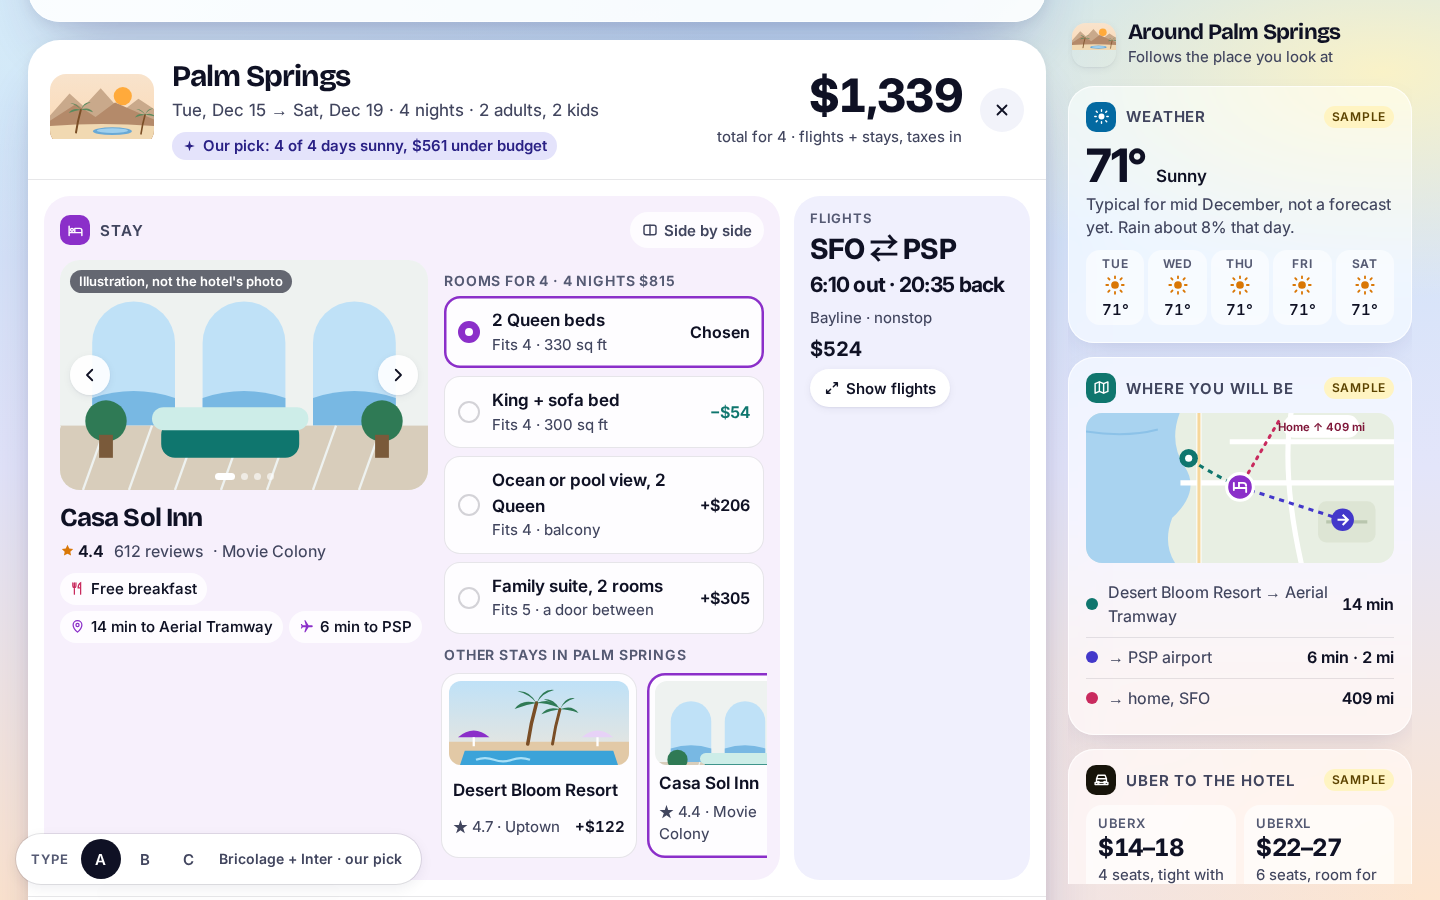 Palm Springs
Tue, Dec 15 → Sat, Dec 19 · 4 nights · 2 adults, 2 kids
Our pick: 4 of 4 days sunny, $561 under budget
$1,339
total for 4 · flights + stays, taxes in
STAY
Side by side
Illustration, not the hotel's photo
Casa Sol Inn
4.4 612 reviews · Movie Colony
Free breakfast
14 min to Aerial Tramway
6 min to PSP
ROOMS FOR 4 · 4 NIGHTS $815
2 Queen beds
Fits 4 · 330 sq ft
Chosen
King + sofa bed
Fits 4 · 300 sq ft
−$54
Ocean or pool view, 2
Queen
Fits 4 · balcony
+$206
Family suite, 2 rooms
Fits 5 · a door between
+$305
OTHER STAYS IN PALM SPRINGS
Desert Bloom Resort
★ 4.7 · Uptown +$122
Casa Sol Inn
★ 4.4 · Movie
Colony
FLIGHTS
SFO ⇄ PSP
6:10 out · 20:35 back
Bayline · nonstop
$524
Show flights
TYPE A B C Bricolage + Inter · our pick
Around Palm Springs
Follows the place you look at
WEATHER
SAMPLE
71° Sunny
Typical for mid December, not a forecast
yet. Rain about 8% that day.
TUE WED THU FRI SAT
71° 71° 71° 71° 71°
WHERE YOU WILL BE
SAMPLE
Home ↑ 409 mi
Desert Bloom Resort → Aerial
Tramway
14 min
→ PSP airport 6 min · 2 mi
→ home, SFO 409 mi
UBER TO THE HOTEL
SAMPLE
UBERX
$14–18
4 seats, tight with
UBERXL
$22–27
6 seats, room for